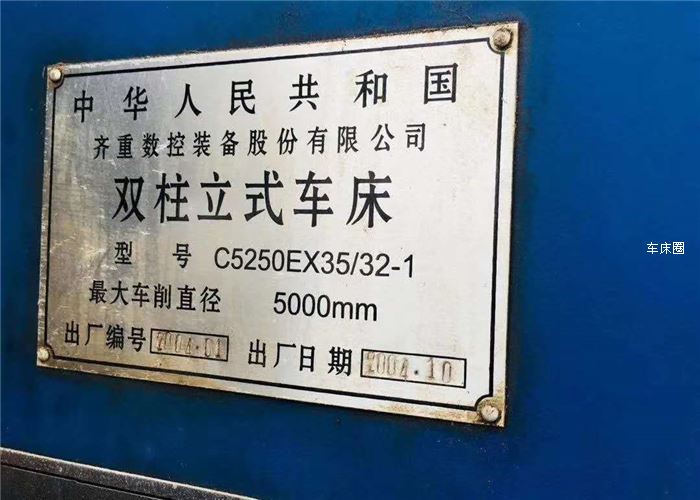 中华人民共和国
齐重数控装备股份有限公司
双柱立式车床
型号 C5250EX35/32-1
最大车削直径 5000mm
出厂编号 2004.01 出厂日期 2004.10
车床圈